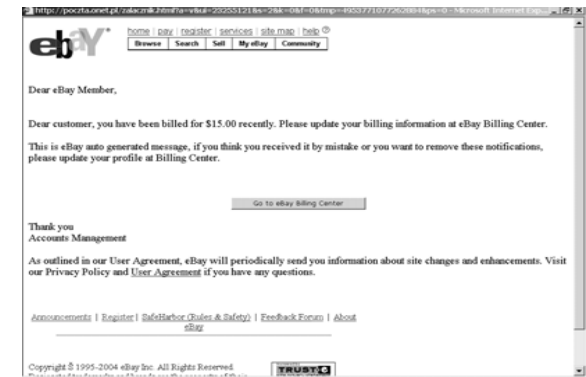 Microsoft Internet
ebY
home | pay | register | services | site map | help
Browse Search Sell My eBay Community
Dear eBay Member,
Dear customer, you have been billed for $15.00 recently. Please update your billing information at eBay Billing Center.
This is eBay auto generated message, if you think you received it by mistake or you want to remove these notifications,
please update your profile at Billing Center.
Go to eBay Billing Center
Thank you
Accounts Management
As outlined in our User Agreement, eBay will periodically send you information about site changes and enhancements. Visit
our Privacy Policy and User Agreement if you have any questions.
Announcements | Register | SafeHarbor (Rules & Safety) | Feedback Forum | About
eBay
Copyright © 1995-2004 eBay Inc. All Rights Reserved.
TRUSTe